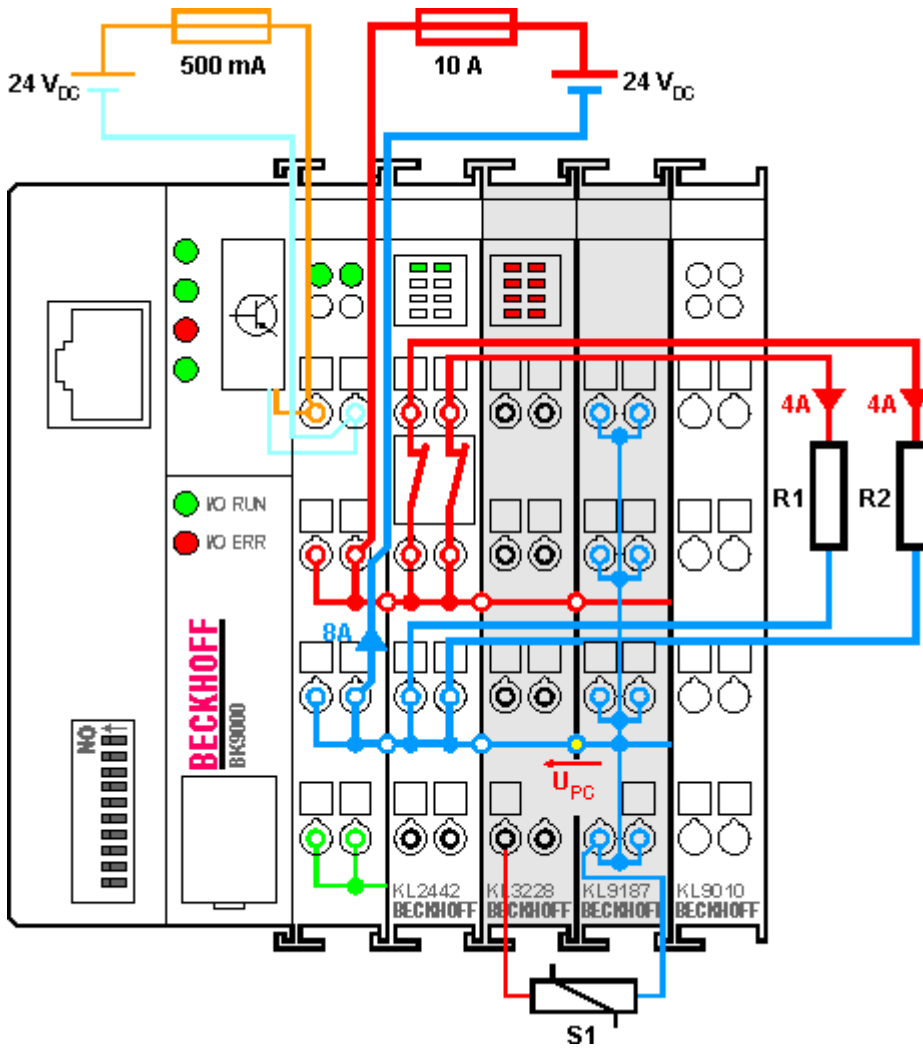 500 mA
10 A
24 VDC
24 VDC
4A
4A
R1
R2
I/O RUN
I/O ERR
8A
BECKHOFF
BK9000
NO
UPC
KL2442
BECKHOFF
KL3228
BECKHOFF
KL9187
BECKHOFF
KL9010
BECKHOFF
S1